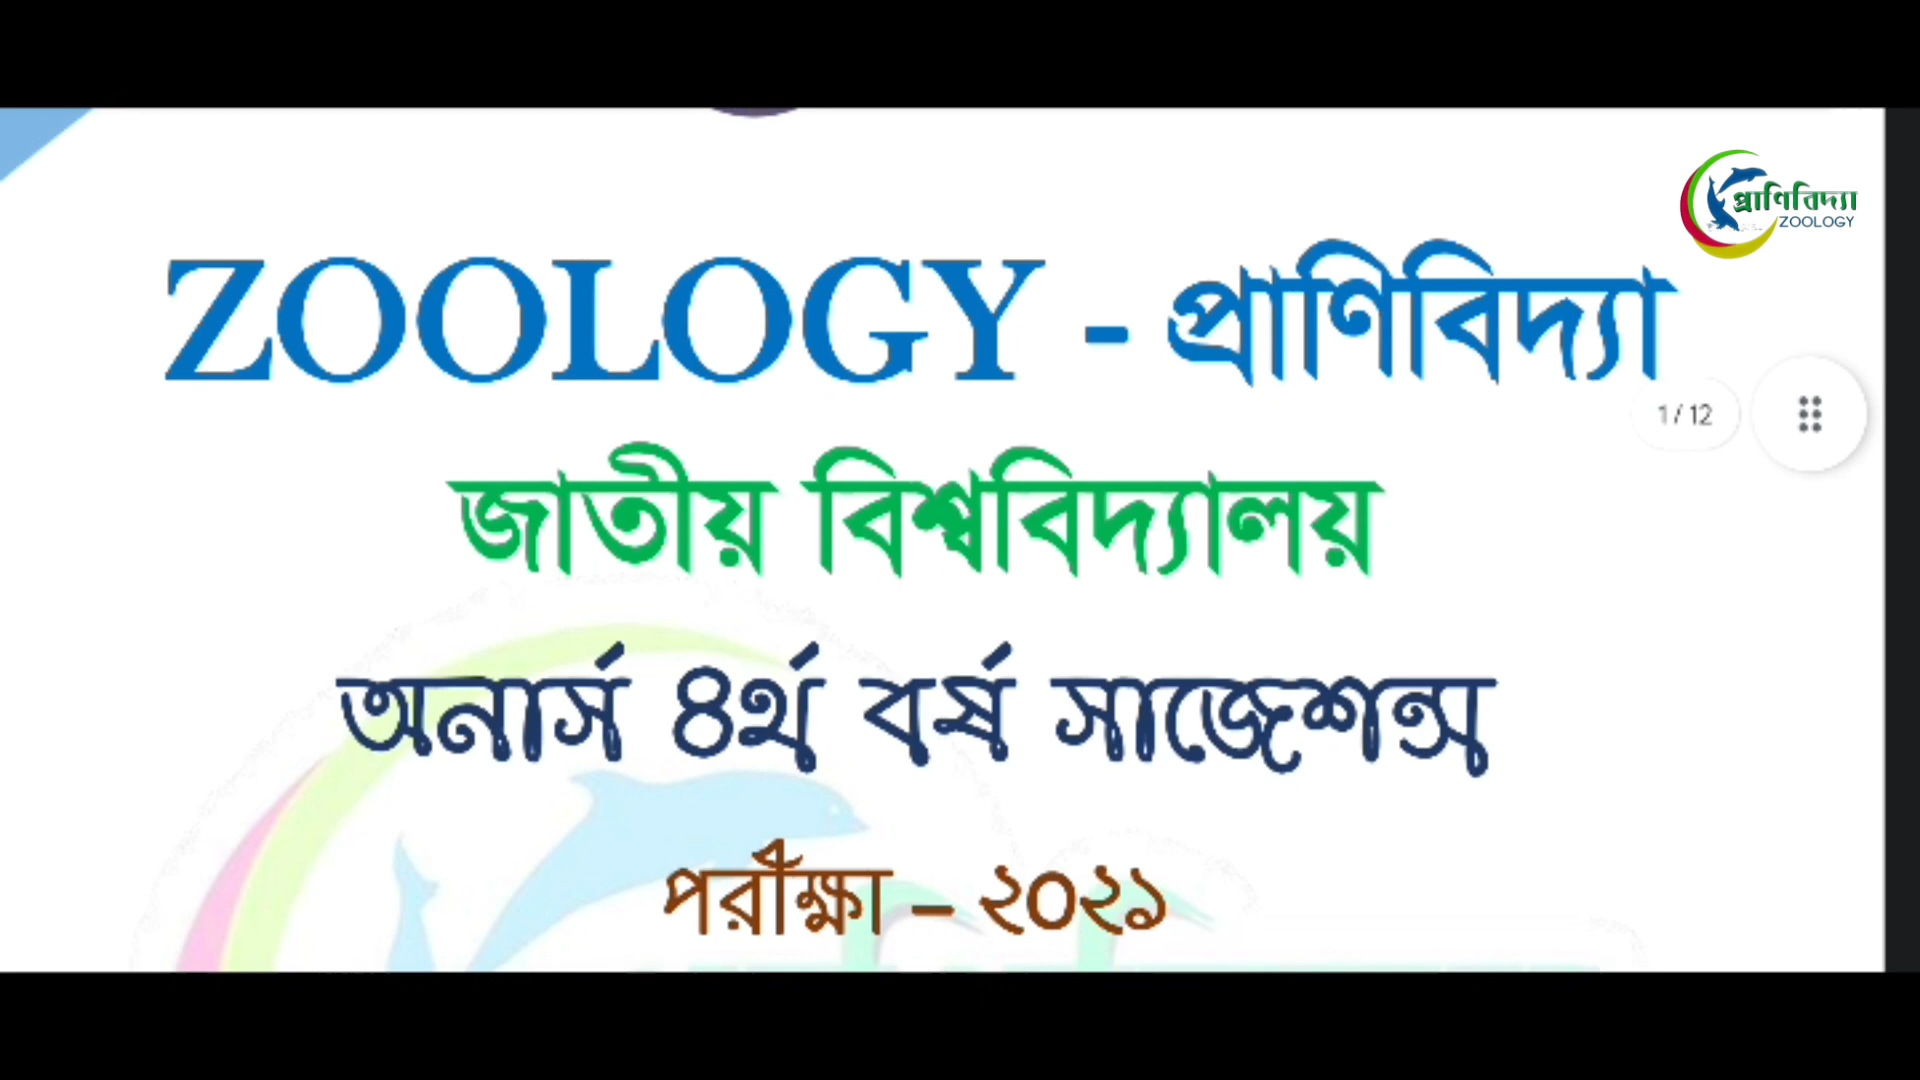 প্রাণিবিদ্যা
ZOOLOGY
ZOOLOGY - প্রাণিবিদ্যা
1 / 12
জাতীয় বিশ্ববিদ্যালয়
অনার্স ৪র্থ বর্ষ সাজেশন্স
পরীক্ষা – ২০২১